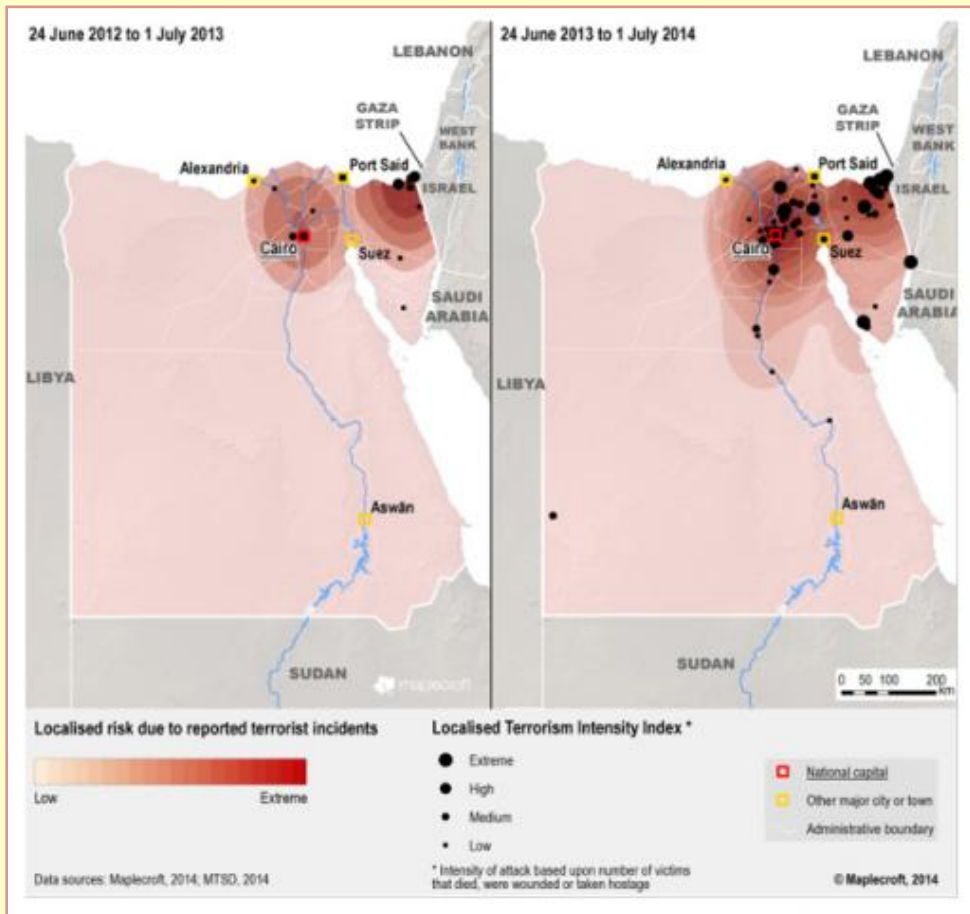 24 June 2012 to 1 July 2013
LEBANON
GAZA
STRIP
WEST
BANK
Alexandria
Port Said
ISRAEL
Cairo
Suez
SAUDI
ARABIA
LIBYA
Aswān
SUDAN
maplecroft
24 June 2013 to 1 July 2014
LEBANON
GAZA
STRIP
WEST
BANK
Alexandria
Port Said
ISRAEL
Cairo
Suez
SAUDI
ARABIA
LIBYA
Aswān
SUDAN
0 50 100 200
km
Localised risk due to reported terrorist incidents
Low Extreme
Data sources: Maplecroft, 2014; MTSD, 2014
Localised Terrorism Intensity Index *
Extreme
High
Medium
Low
* Intensity of attack based upon number of victims
that died, were wounded or taken hostage
National capital
Other major city or town
Administrative boundary
© Maplecroft, 2014